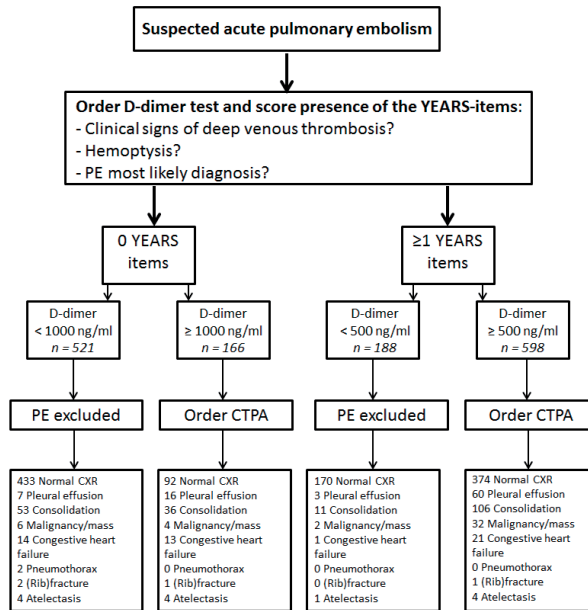 Suspected acute pulmonary embolism
Order D-dimer test and score presence of the YEARS-items:
- Clinical signs of deep venous thrombosis?
- Hemoptysis?
- PE most likely diagnosis?
0 YEARS
items
≥1 YEARS
items
D-dimer
< 1000 ng/ml
n = 521
D-dimer
≥ 1000 ng/ml
n = 166
D-dimer
< 500 ng/ml
n = 188
D-dimer
≥ 500 ng/ml
n = 598
PE excluded
Order CTPA
PE excluded
Order CTPA
433 Normal CXR
7 Pleural effusion
53 Consolidation
6 Malignancy/mass
14 Congestive heart
failure
2 Pneumothorax
2 (Rib)fracture
4 Atelectasis
92 Normal CXR
16 Pleural effusion
36 Consolidation
4 Malignancy/mass
13 Congestive heart
failure
0 Pneumothorax
1 (Rib)fracture
4 Atelectasis
170 Normal CXR
3 Pleural effusion
11 Consolidation
2 Malignancy/mass
1 Congestive heart
failure
0 Pneumothorax
0 (Rib)fracture
1 Atelectasis
374 Normal CXR
60 Pleural effusion
106 Consolidation
32 Malignancy/mass
21 Congestive heart
failure
0 Pneumothorax
1 (Rib)fracture
4 Atelectasis